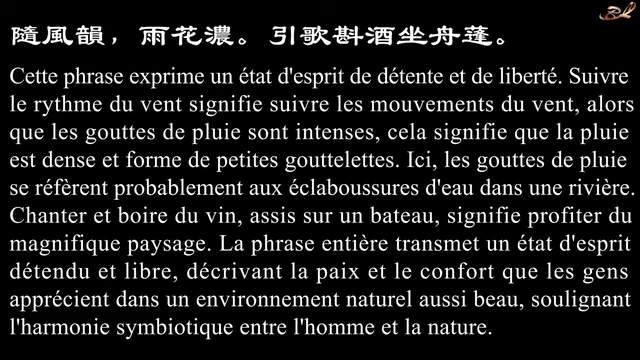 隨風韻，雨花濃。引歌斟酒坐舟蓬。
Cette phrase exprime un état d'esprit de détente et de liberté. Suivre
le rythme du vent signifie suivre les mouvements du vent, alors
que les gouttes de pluie sont intenses, cela signifie que la pluie
est dense et forme de petites gouttelettes. Ici, les gouttes de pluie
se réfèrent probablement aux éclaboussures d'eau dans une rivière.
Chanter et boire du vin, assis sur un bateau, signifie profiter du
magnifique paysage. La phrase entière transmet un état d'esprit
détendu et libre, décrivant la paix et le confort que les gens
apprécient dans un environnement naturel aussi beau, soulignant
l'harmonie symbiotique entre l'homme et la nature.